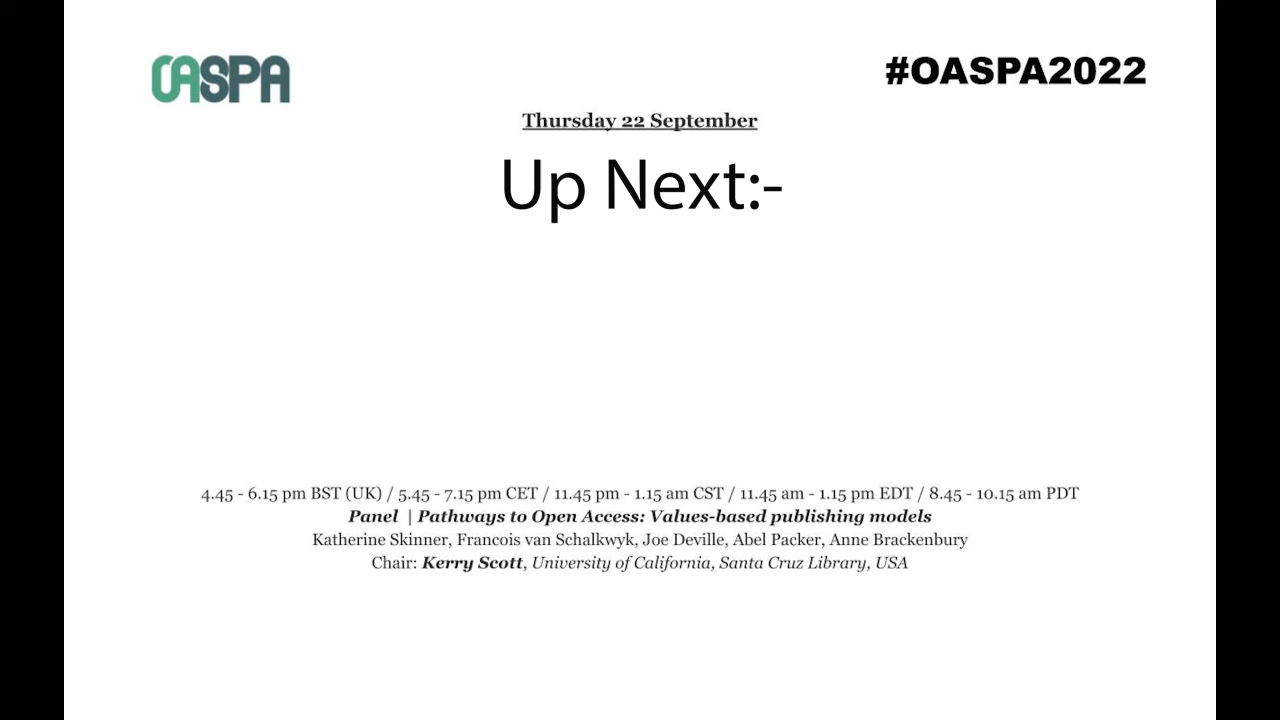 OASPA
#OASPA2022
Thursday 22 September
Up Next:-
4.45 - 6.15 pm BST (UK) / 5.45 - 7.15 pm CET / 11.45 pm - 1.15 am CST / 11.45 am - 1.15 pm EDT / 8.45 - 10.15 am PDT
Panel | Pathways to Open Access: Values-based publishing models
Katherine Skinner, Francois van Schalkwyk, Joe Deville, Abel Packer, Anne Brackenbury
Chair: Kerry Scott, University of California, Santa Cruz Library, USA